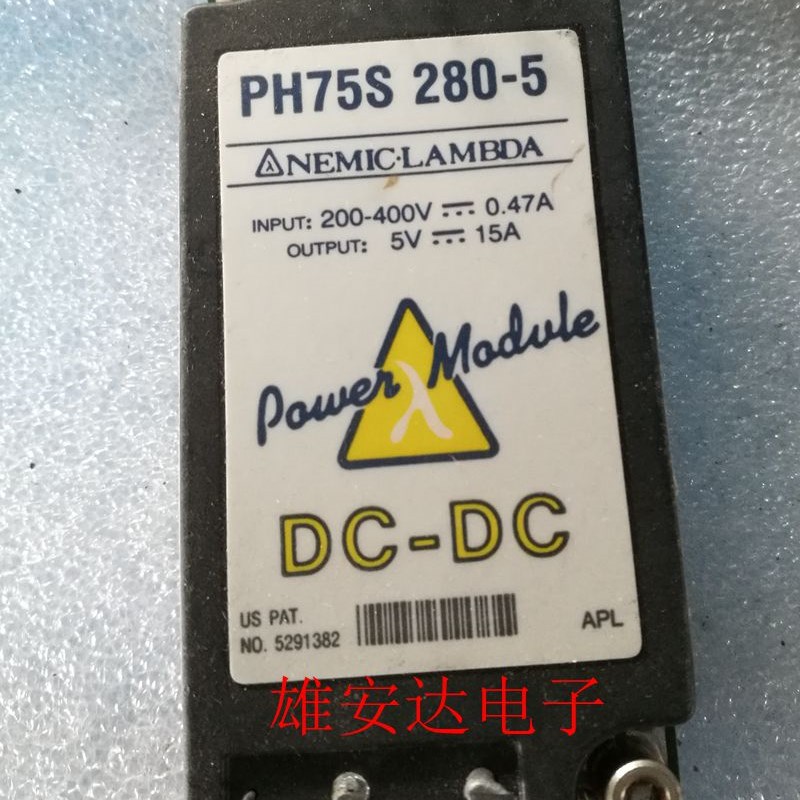 PH75S 280-5
NEMIC·LAMBDA
INPUT: 200-400V ⎓ 0.47A
OUTPUT: 5V ⎓ 15A
Power Module
λ
DC-DC
US PAT.
NO. 5291382
APL
雄安达电子